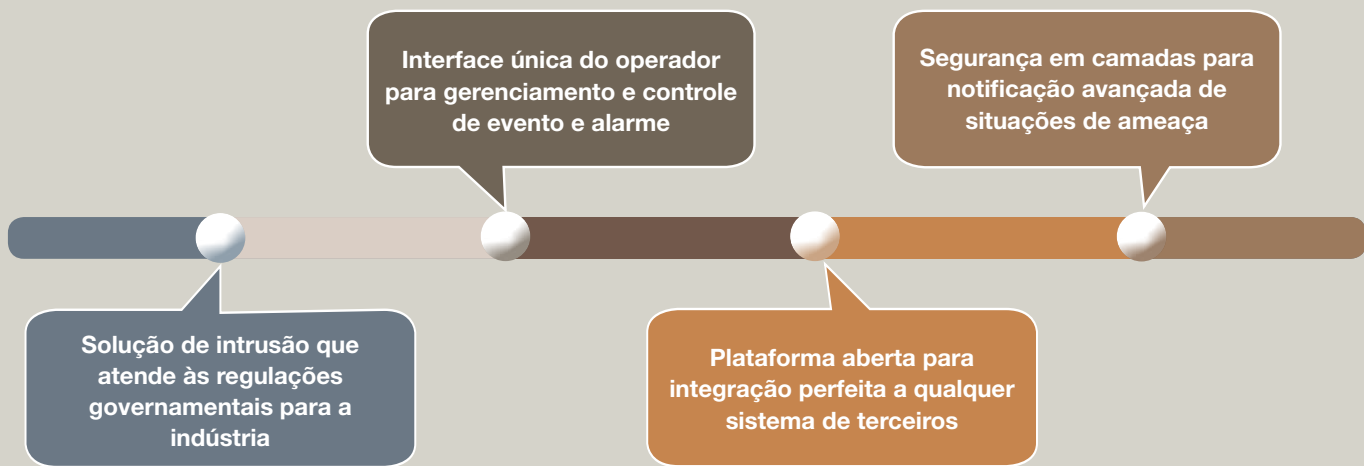 Interface única do operador
para gerenciamento e controle
de evento e alarme
Segurança em camadas para
notificação avançada de
situações de ameaça
Solução de intrusão que
atende às regulações
governamentais para a
indústria
Plataforma aberta para
integração perfeita a qualquer
sistema de terceiros